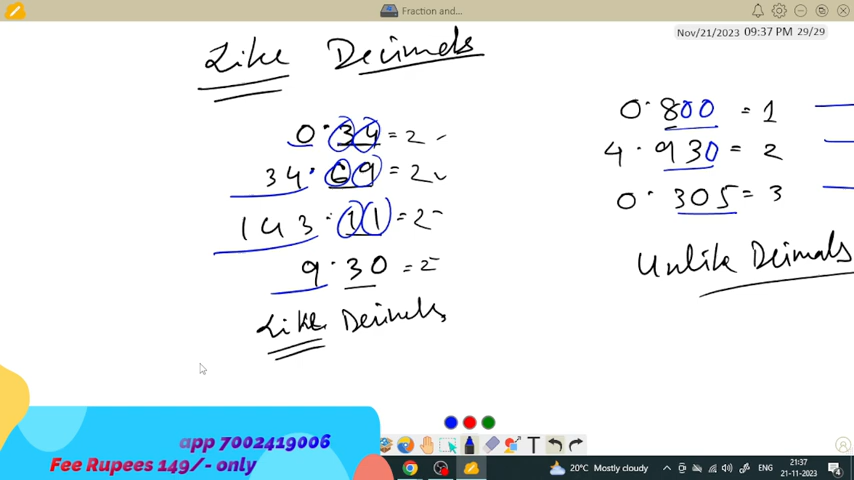 Fraction and...
Nov/21/2023 09:37 PM 29/29
Like Decimals
0.34 = 2
34.69 = 2
143.11 = 2
9.30 = 2
Like Decimals
0.800 = 1
4.930 = 2
0.305 = 3
Unlike Deimals
app 7002419006
Fee Rupees 149/- only
T
20°C Mostly cloudy
ENG
21:37
21-11-2023
4